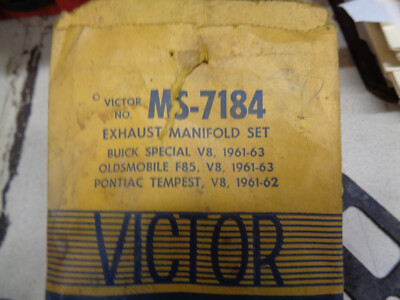 VICTOR NO. MS-7184
EXHAUST MANIFOLD SET
BUICK SPECIAL V8, 1961-63
OLDSMOBILE F85, V8, 1961-63
PONTIAC TEMPEST, V8, 1961-62
VICTOR